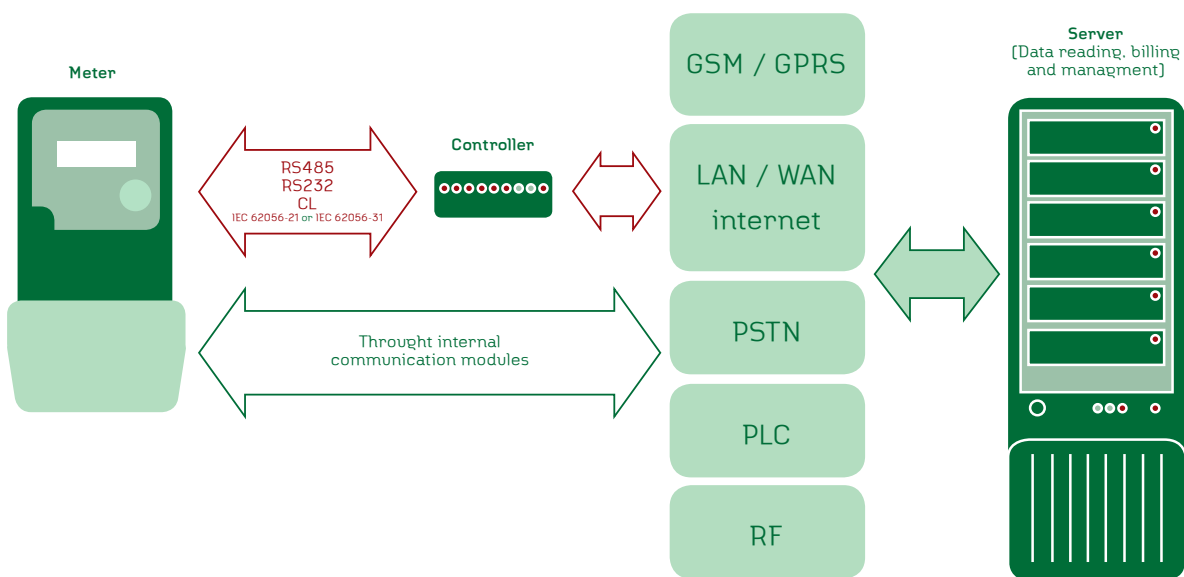 Meter
RS485
RS232
CL
IEC 62056-21 or IEC 62056-31
Controller
Throught internal
communication modules
GSM / GPRS
LAN / WAN
internet
PSTN
PLC
RF
Server
(Data reading, billing
and managment)